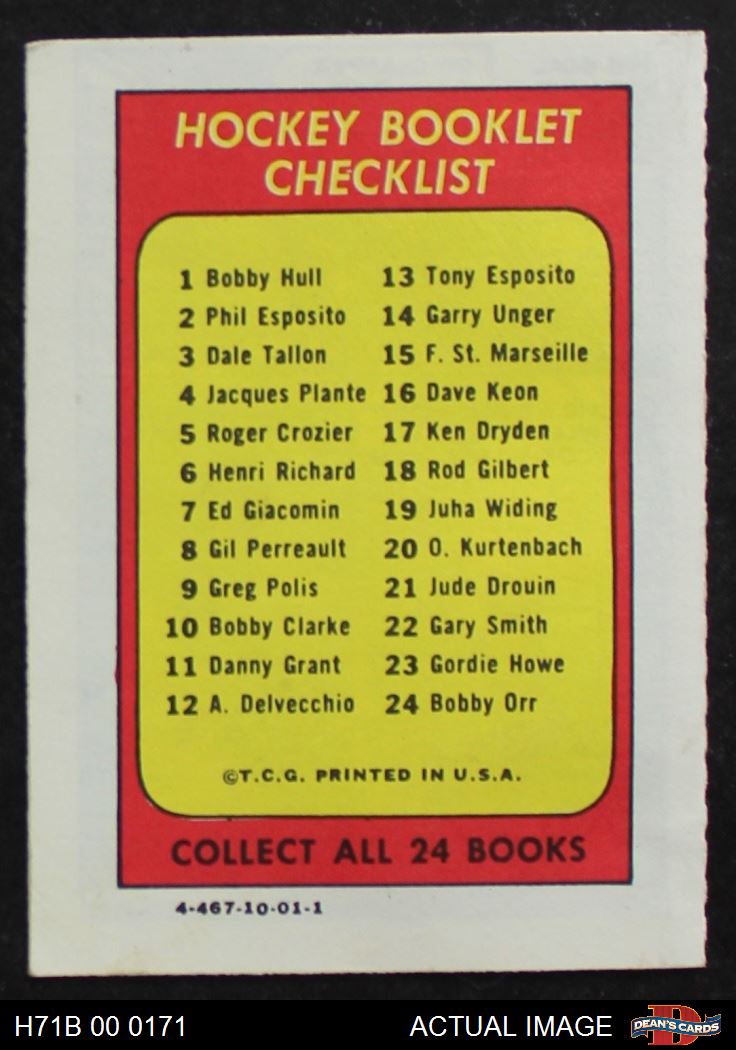 HOCKEY BOOKLET
CHECKLIST
1 Bobby Hull
2 Phil Esposito
3 Dale Tallon
4 Jacques Plante
5 Roger Crozier
6 Henri Richard
7 Ed Giacomin
8 Gil Perreault
9 Greg Polis
10 Bobby Clarke
11 Danny Grant
12 A. Delvecchio
13 Tony Esposito
14 Garry Unger
15 F. St. Marseille
16 Dave Keon
17 Ken Dryden
18 Rod Gilbert
19 Juha Widing
20 O. Kurtenbach
21 Jude Drouin
22 Gary Smith
23 Gordie Howe
24 Bobby Orr
©T.C.G. PRINTED IN U.S.A.
COLLECT ALL 24 BOOKS
4-467-10-01-1
H71B 00 0171
ACTUAL IMAGE
D
DEAN'S CARDS